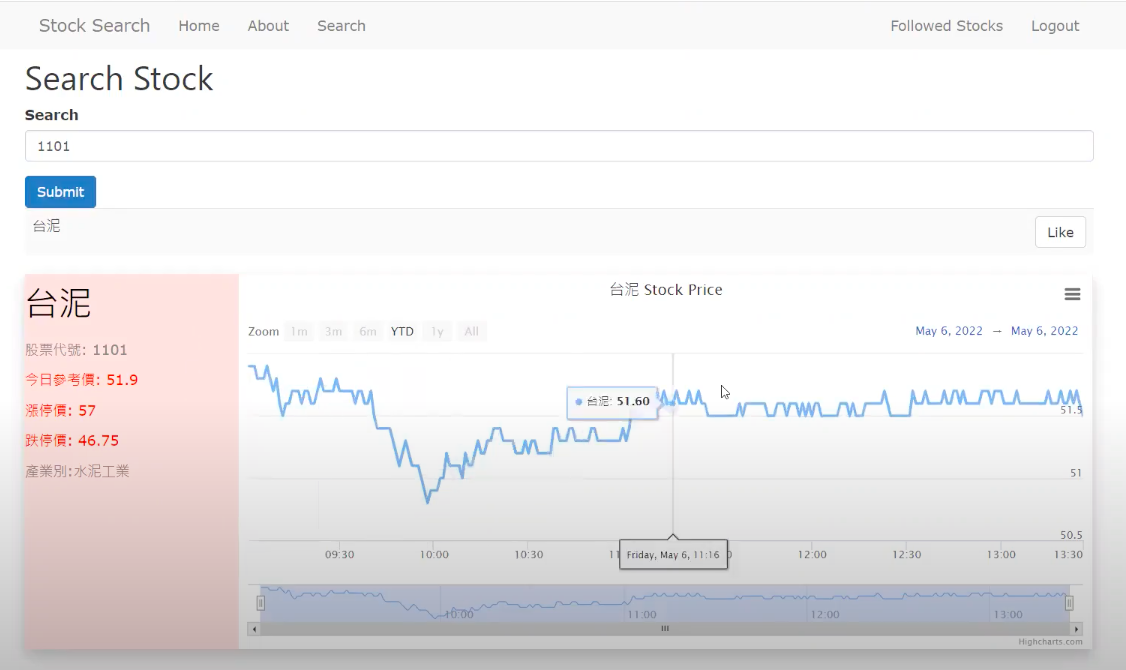 Stock Search Home About Search Followed Stocks Logout
Search Stock
Search
1101
Submit
台泥
Like
台泥
股票代號: 1101
今日參考價: 51.9
漲停價: 57
跌停價: 46.75
產業別:水泥工業
台泥 Stock Price
Zoom 1m 3m 6m YTD 1y All
May 6, 2022 → May 6, 2022
台泥: 51.60
51.5
51
50.5
09:30 10:00 10:30 Friday, May 6, 11:16 12:00 12:30 13:00 13:30
10:00 11:00 12:00 13:00
Highcharts.com